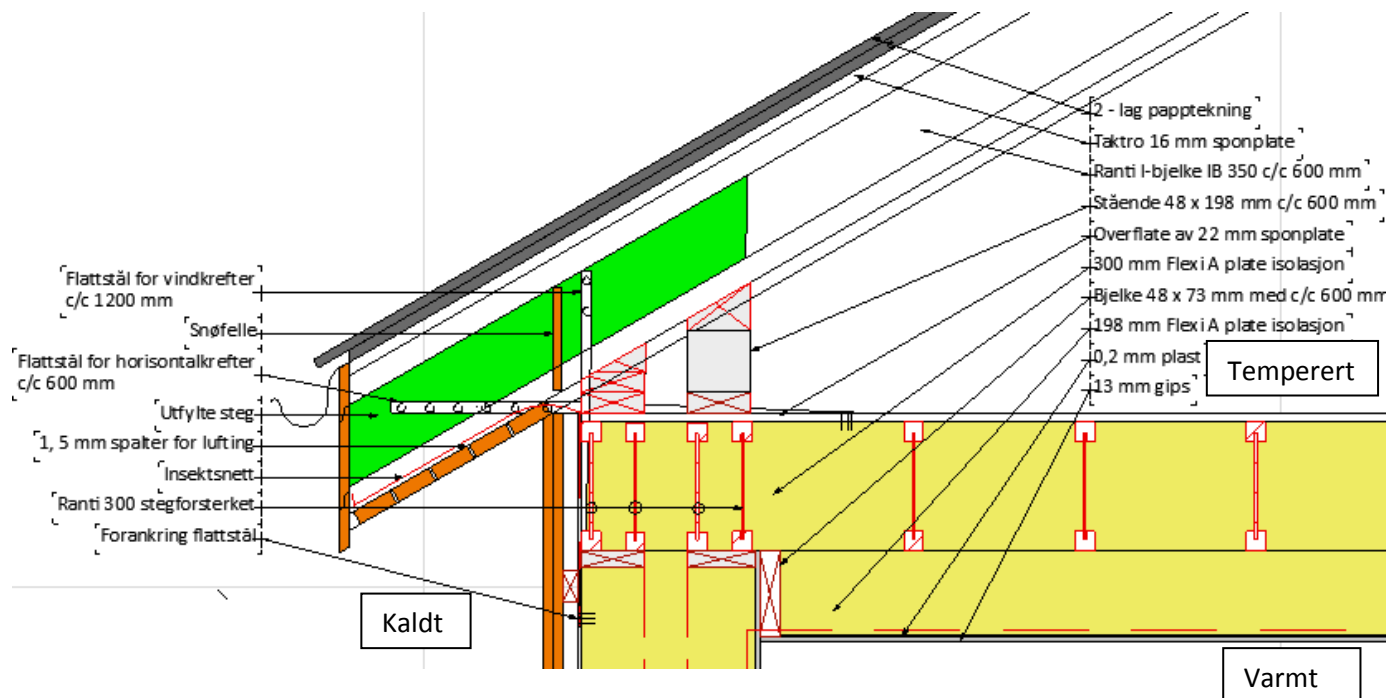 2 - lag papptekning
Taktro 16 mm sponplate
Ranti I-bjelke IB 350 c/c 600 mm
Stående 48 x 198 mm c/c 600 mm
Overflate av 22 mm sponplate
300 mm Flexi A plate isolasjon
Bjelke 48 x 73 mm med c/c 600 mm
198 mm Flexi A plate isolasjon
0,2 mm plast
13 mm gips
Temperert
Flattstål for vindkrefter
c/c 1200 mm
Snøfelle
Flattstål for horisontalkrefter
c/c 600 mm
Utfylte steg
1, 5 mm spalter for lufting
Insektsnett
Ranti 300 stegforsterket
Forankring flattstål
Kaldt
Varmt